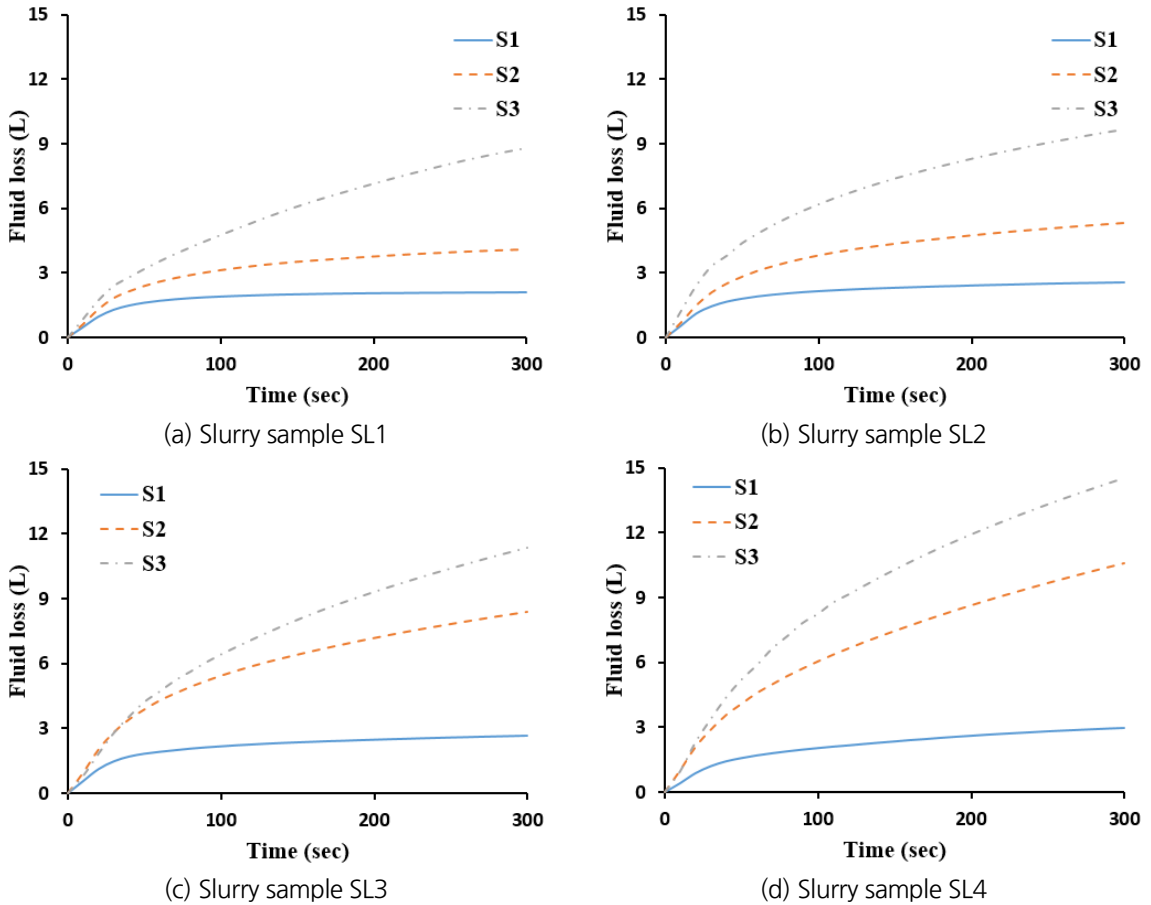 15
12
9
6
3
0
Fluid loss (L)
S1
S2
S3
0
100
200
300
Time (sec)
(a) Slurry sample SL1
15
12
9
6
3
0
Fluid loss (L)
S1
S2
S3
0
100
200
300
Time (sec)
(b) Slurry sample SL2
15
12
9
6
3
0
Fluid loss (L)
S1
S2
S3
0
100
200
300
Time (sec)
(c) Slurry sample SL3
15
12
9
6
3
0
Fluid loss (L)
S1
S2
S3
0
100
200
300
Time (sec)
(d) Slurry sample SL4